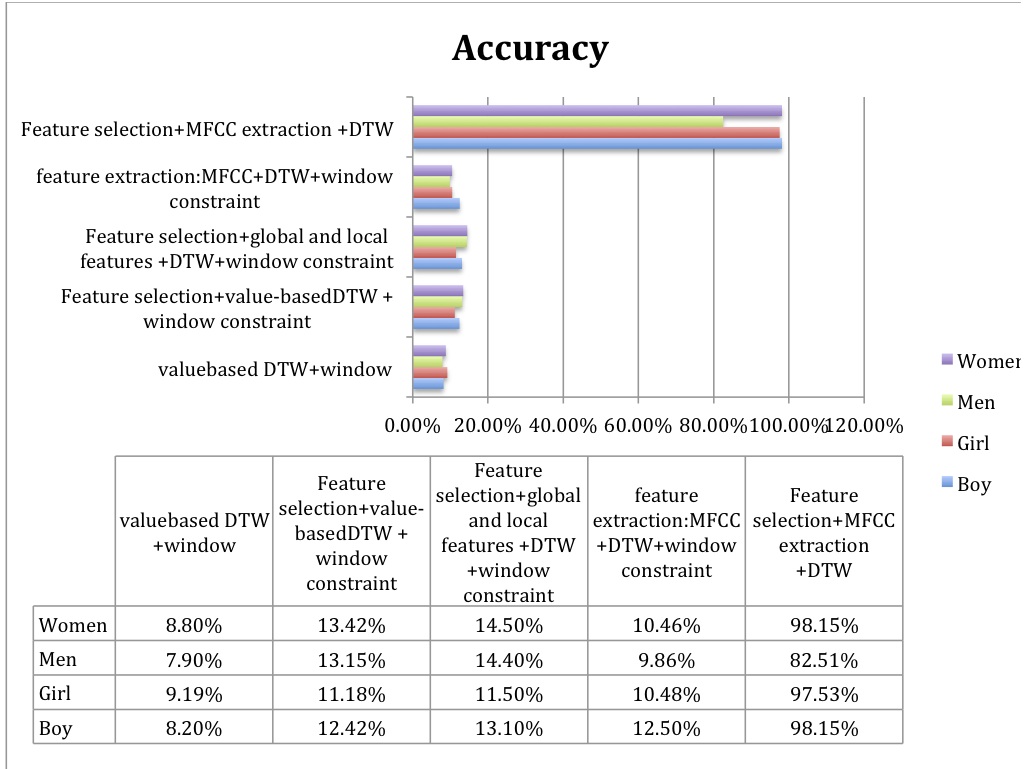 Accuracy
Feature selection+MFCC extraction +DTW
feature extraction:MFCC+DTW+window
constraint
Feature selection+global and local
features +DTW+window constraint
Feature selection+value-basedDTW +
window constraint
valuebased DTW+window
0.00% 20.00% 40.00% 60.00% 80.00% 100.00% 120.00%
Women
Men
Girl
Boy
valuebased DTW
+window
Feature
selection+value-
basedDTW +
window
constraint
Feature
selection+global
and local
features +DTW
+window
constraint
feature
extraction:MFCC
+DTW+window
constraint
Feature
selection+MFCC
extraction
+DTW
Women 8.80% 13.42% 14.50% 10.46% 98.15%
Men 7.90% 13.15% 14.40% 9.86% 82.51%
Girl 9.19% 11.18% 11.50% 10.48% 97.53%
Boy 8.20% 12.42% 13.10% 12.50% 98.15%